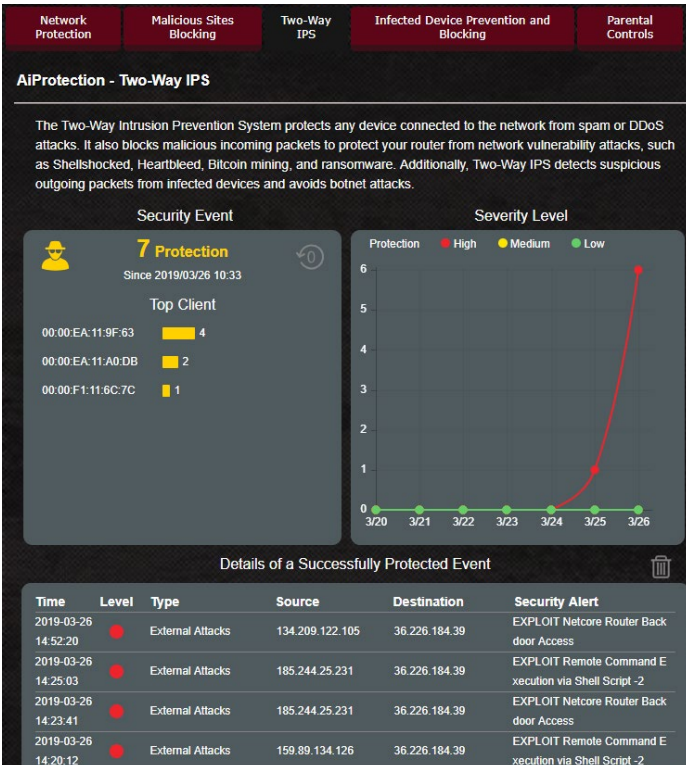 Network Protection
Malicious Sites Blocking
Two-Way IPS
Infected Device Prevention and Blocking
Parental Controls
AiProtection - Two-Way IPS
The Two-Way Intrusion Prevention System protects any device connected to the network from spam or DDoS
attacks. It also blocks malicious incoming packets to protect your router from network vulnerability attacks, such
as Shellshocked, Heartbleed, Bitcoin mining, and ransomware. Additionally, Two-Way IPS detects suspicious
outgoing packets from infected devices and avoids botnet attacks.
Security Event
7 Protection
0
Since 2019/03/26 10:33
Top Client
00:00:EA:11:9F:63 4
00:00:EA:11:A0:DB 2
00:00:F1:11:6C:7C 1
Severity Level
Protection High Medium Low
6
5
4
3
2
1
0
3/20 3/21 3/22 3/23 3/24 3/25 3/26
Details of a Successfully Protected Event
Time Level Type Source Destination Security Alert
2019-03-26
14:52:20
External Attacks
134.209.122.105
36.226.184.39
EXPLOIT Netcore Router Back
door Access
2019-03-26
14:25:03
External Attacks
185.244.25.231
36.226.184.39
EXPLOIT Remote Command E
xecution via Shell Script -2
2019-03-26
14:23:41
External Attacks
185.244.25.231
36.226.184.39
EXPLOIT Netcore Router Back
door Access
2019-03-26
14:20:12
External Attacks
159.89.134.126
36.226.184.39
EXPLOIT Remote Command E
xecution via Shell Script -2